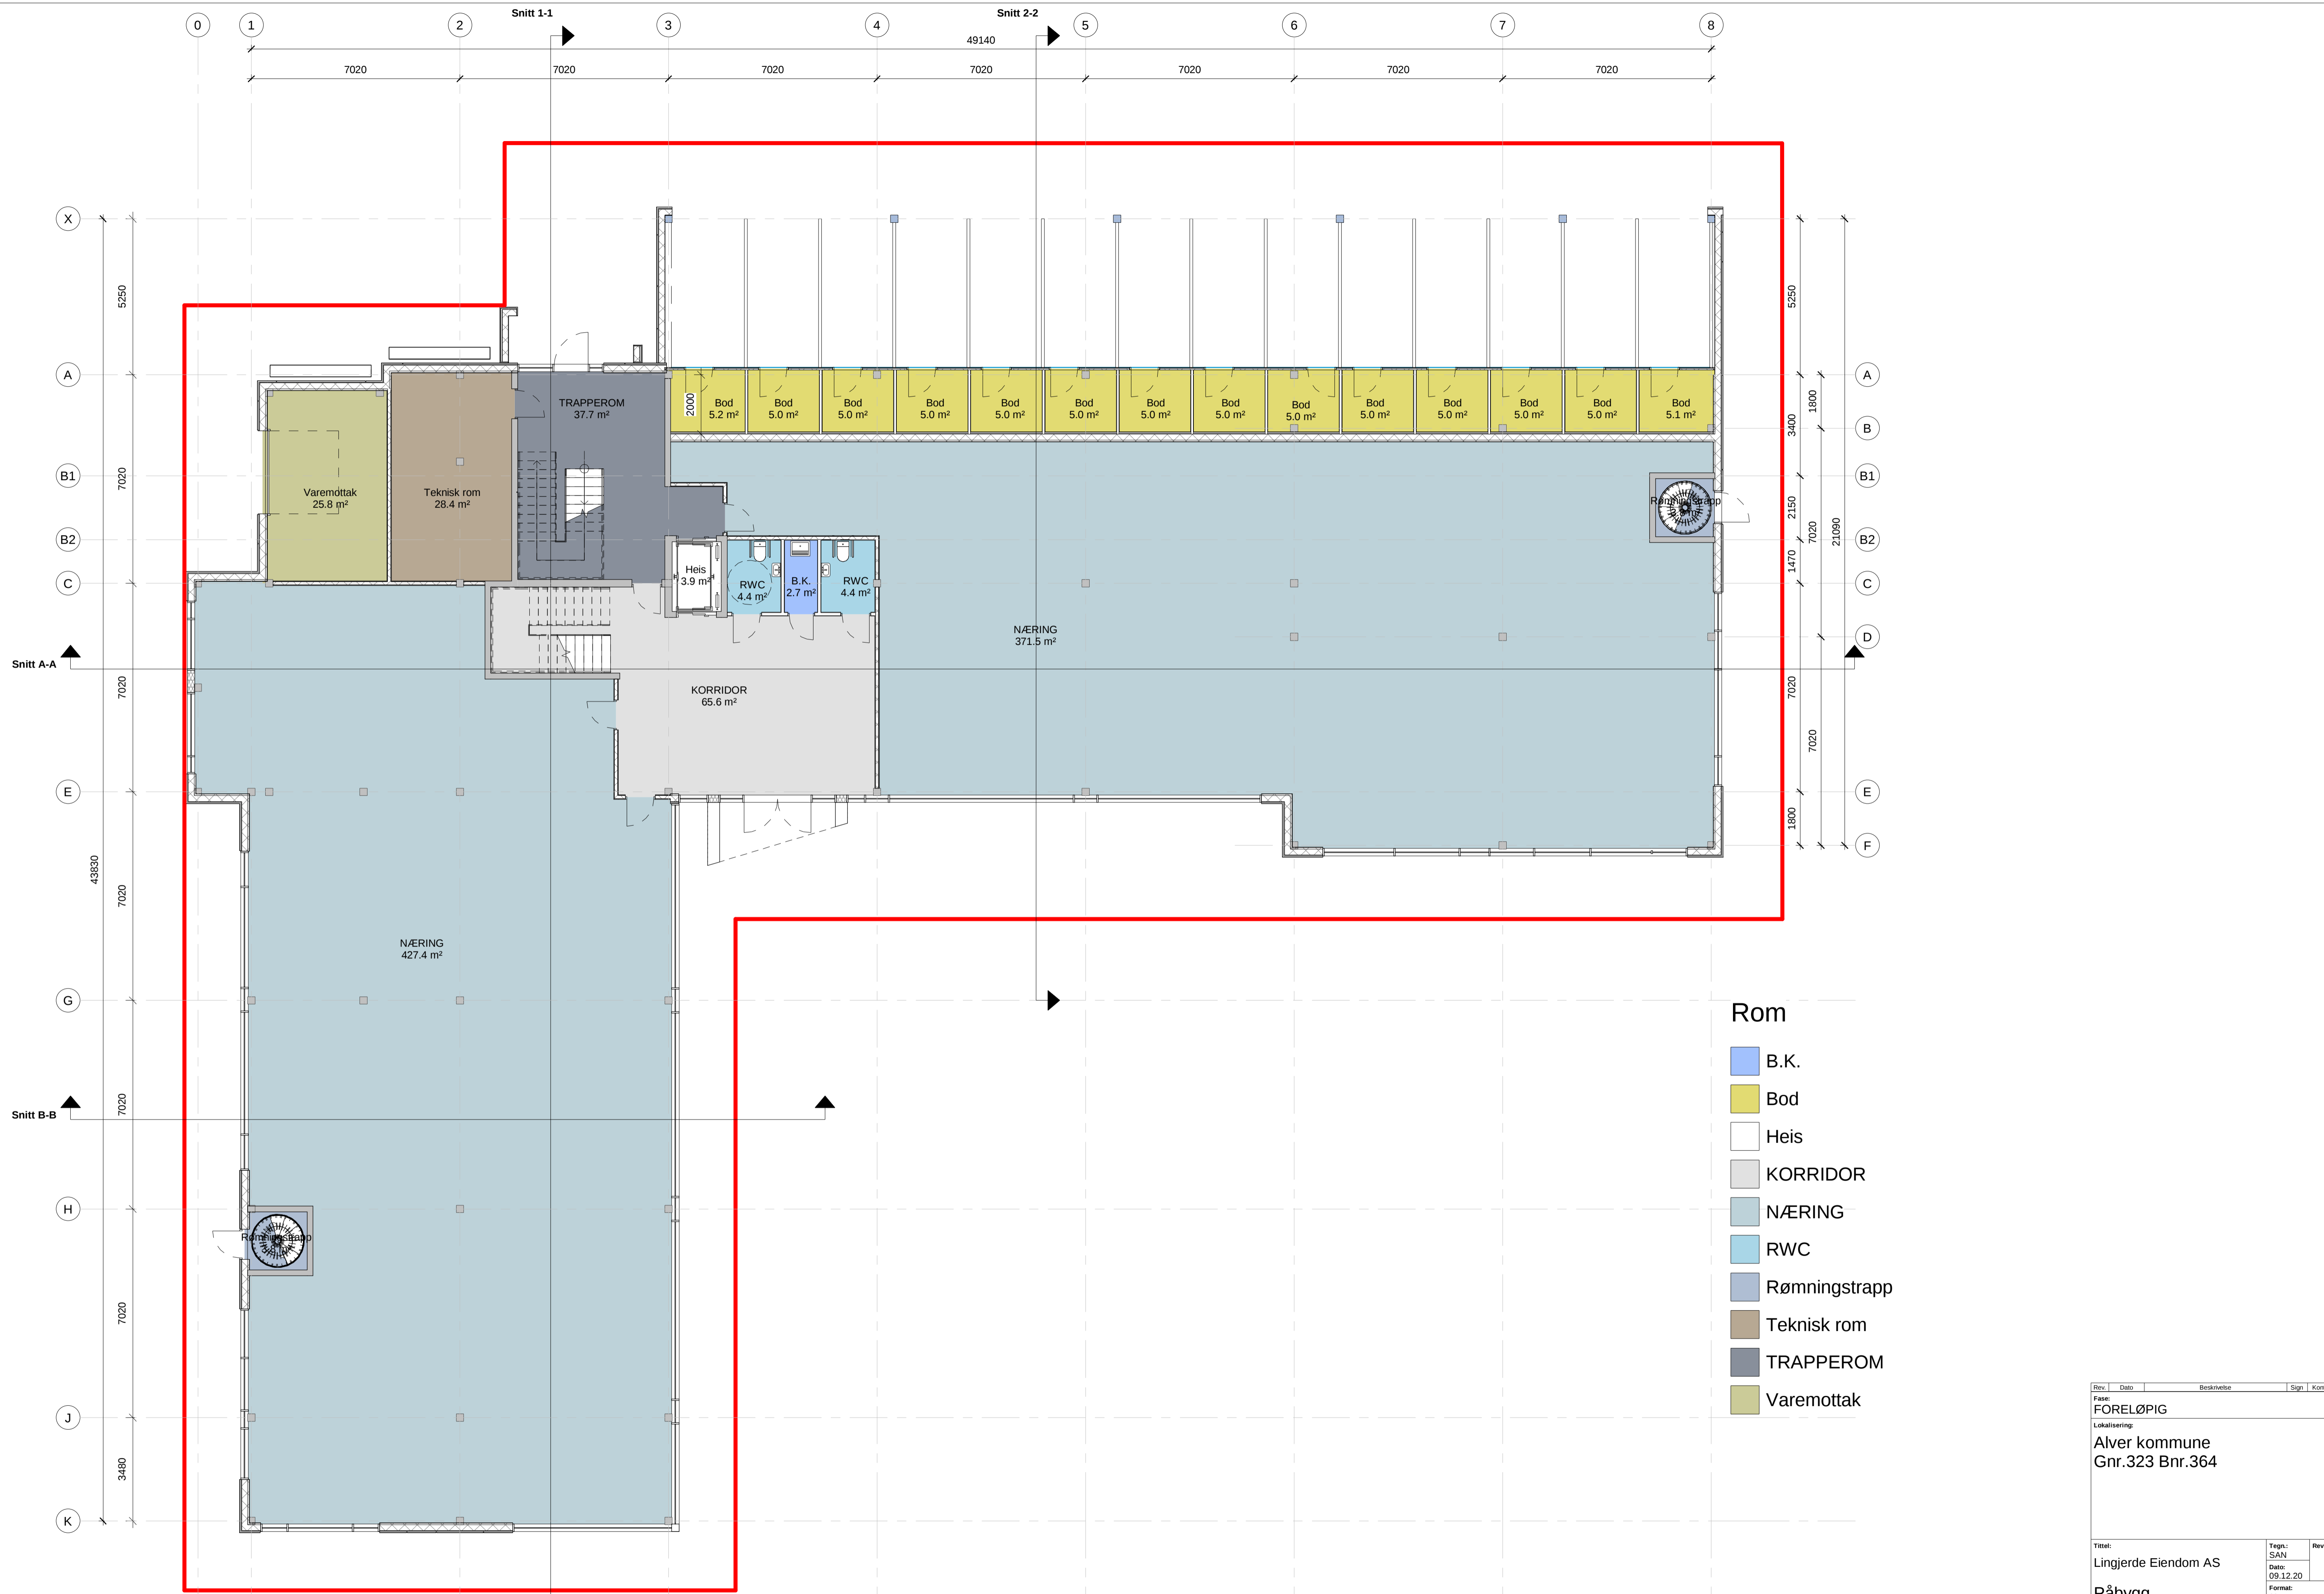 Snitt 1-1
Snitt 2-2
0 1 2 3 4 5 6 7 8
49140
7020 7020 7020 7020 7020 7020 7020
X
5250 5250
A A
1800
2000
TRAPPEROM
37.7 m²
Bod
5.2 m²
Bod
5.0 m²
Bod
5.0 m²
Bod
5.0 m²
Bod
5.0 m²
Bod
5.0 m²
Bod
5.0 m²
Bod
5.0 m²
Bod
5.0 m²
Bod
5.0 m²
Bod
5.0 m²
Bod
5.0 m²
Bod
5.0 m²
Bod
5.1 m²
3400
B
B1 B1
7020
Varemottak
25.8 m²
Teknisk rom
28.4 m²
Rømningstrapp
2150
7020
21090
B2 B2
1470
C C
Heis
3.9 m²
RWC
4.4 m²
B.K.
2.7 m²
RWC
4.4 m²
NÆRING
371.5 m²
D
Snitt A-A
7020
KORRIDOR
65.6 m²
7020
7020
E E
1800
F
43830
7020
NÆRING
427.4 m²
G
7020
Snitt B-B
H
Rømningstrapp
7020
J
3480
K
Rom
B.K.
Bod
Heis
KORRIDOR
NÆRING
RWC
Rømningstrapp
Teknisk rom
TRAPPEROM
Varemottak
Rev. Dato Beskrivelse Sign Kon
Fase:
FORELØPIG
Lokalisering:
Alver kommune
Gnr.323 Bnr.364
Tittel:
Lingjerde Eiendom AS
Påbygg
Tegn.:
SAN
Rev
Dato:
09.12.20
Format: